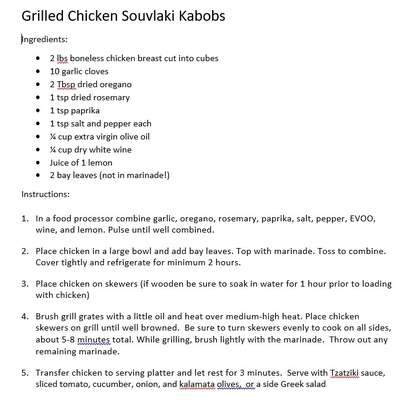 Grilled Chicken Souvlaki Kabobs
Ingredients:
• 2 lbs boneless chicken breast cut into cubes
• 10 garlic cloves
• 2 Tbsp dried oregano
• 1 tsp dried rosemary
• 1 tsp paprika
• 1 tsp salt and pepper each
• ¼ cup extra virgin olive oil
• ¼ cup dry white wine
• Juice of 1 lemon
• 2 bay leaves (not in marinade!)
Instructions:
1. In a food processor combine garlic, oregano, rosemary, paprika, salt, pepper, EVOO,
wine, and lemon. Pulse until well combined.
2. Place chicken in a large bowl and add bay leaves. Top with marinade. Toss to combine.
Cover tightly and refrigerate for minimum 2 hours.
3. Place chicken on skewers (if wooden be sure to soak in water for 1 hour prior to loading
with chicken)
4. Brush grill grates with a little oil and heat over medium-high heat. Place chicken
skewers on grill until well browned. Be sure to turn skewers evenly to cook on all sides,
about 5-8 minutes total. While grilling, brush lightly with the marinade. Throw out any
remaining marinade.
5. Transfer chicken to serving platter and let rest for 3 minutes. Serve with Tzatziki sauce,
sliced tomato, cucumber, onion, and kalamata olives, or a side Greek salad